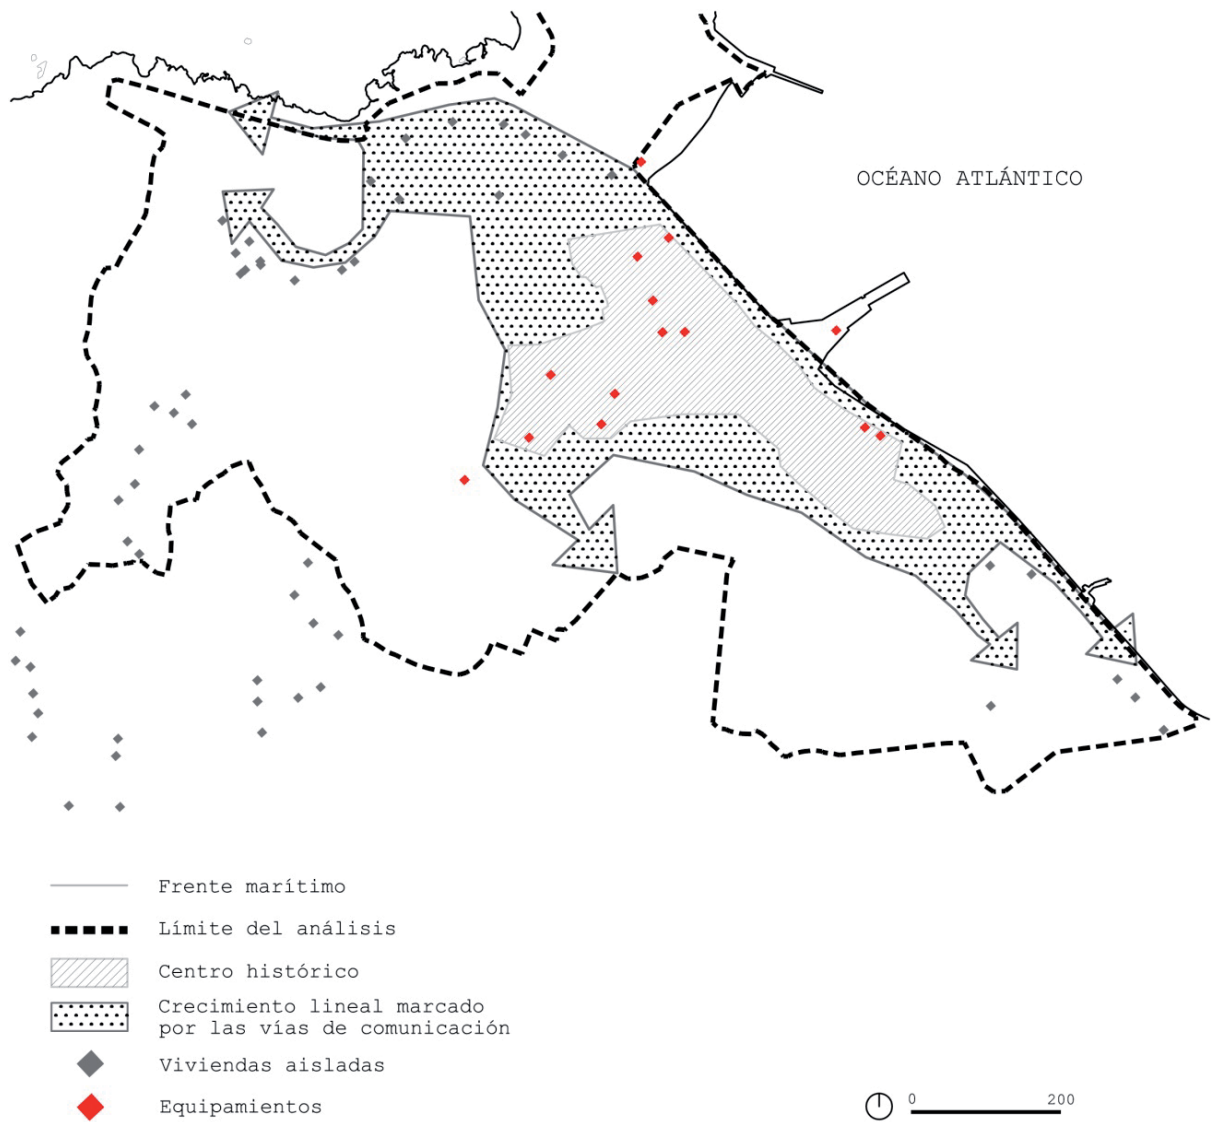 OCÉANO ATLÁNTICO
Frente marítimo
Límite del análisis
Centro histórico
Crecimiento lineal marcado
por las vías de comunicación
Viviendas aisladas
Equipamientos
0 200